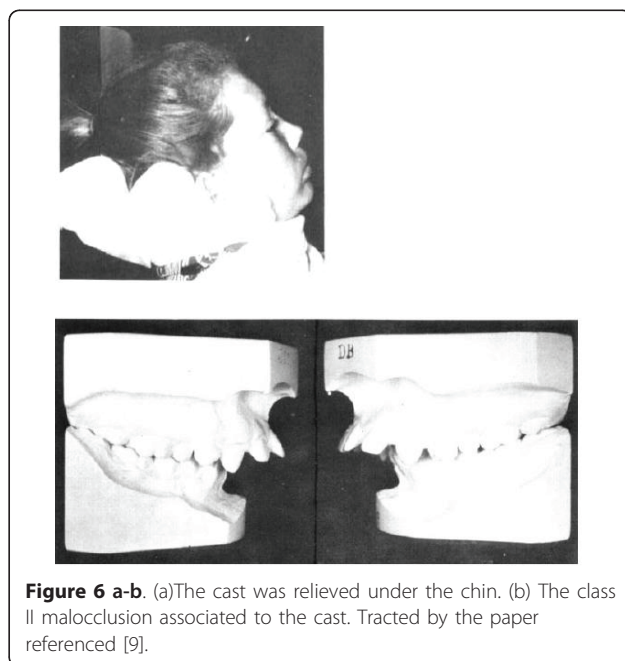 DB
Figure 6 a-b. (a)The cast was relieved under the chin. (b) The class
II malocclusion associated to the cast. Tracted by the paper
referenced [9].